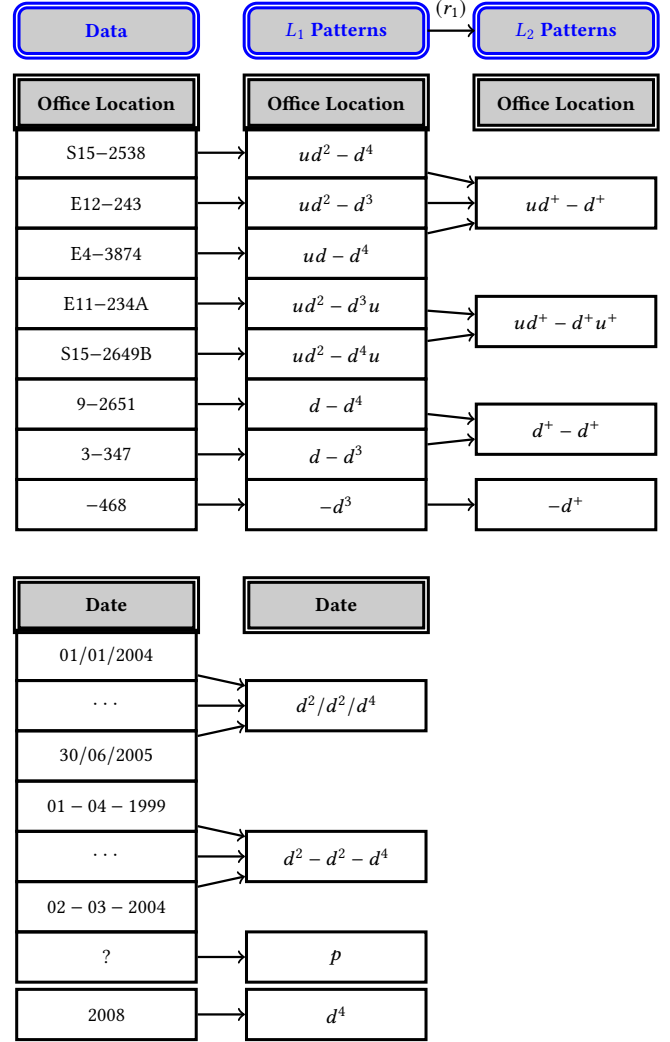 (r₁)
Data L₁ Patterns L₂ Patterns
Office Location Office Location Office Location
S15−2538 ud² − d⁴
E12−243 ud² − d³ ud⁺ − d⁺
E4−3874 ud − d⁴
E11−234A ud² − d³u
ud⁺ − d⁺u⁺
S15−2649B ud² − d⁴u
9−2651 d − d⁴
d⁺ − d⁺
3−347 d − d³
−468 −d³ −d⁺
Date Date
01/01/2004
· · · d²/d²/d⁴
30/06/2005
01 − 04 − 1999
· · · d² − d² − d⁴
02 − 03 − 2004
? p
2008 d⁴